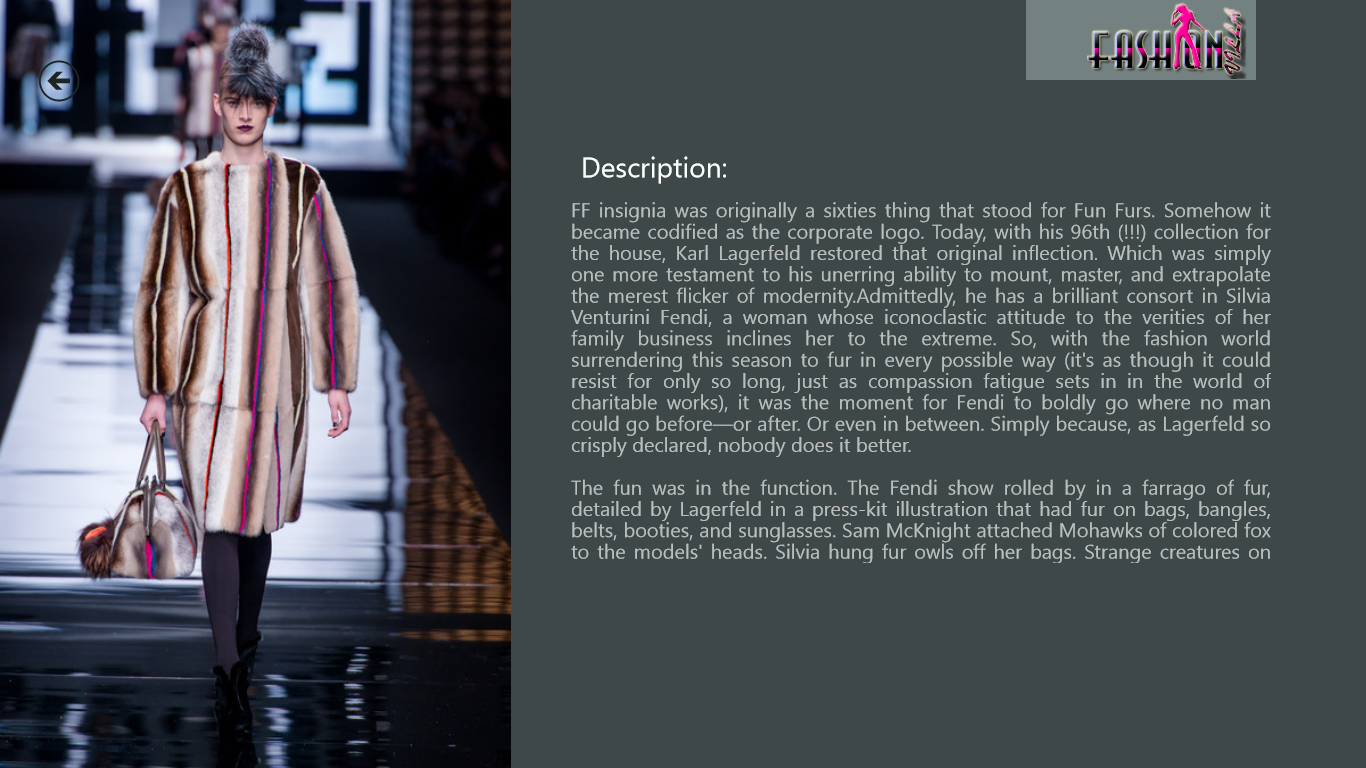 FASHION
Villa
Description:
FF insignia was originally a sixties thing that stood for Fun Furs. Somehow it
became codified as the corporate logo. Today, with his 96th (!!!) collection for
the house, Karl Lagerfeld restored that original inflection. Which was simply
one more testament to his unerring ability to mount, master, and extrapolate
the merest flicker of modernity.Admittedly, he has a brilliant consort in Silvia
Venturini Fendi, a woman whose iconoclastic attitude to the verities of her
family business inclines her to the extreme. So, with the fashion world
surrendering this season to fur in every possible way (it's as though it could
resist for only so long, just as compassion fatigue sets in in the world of
charitable works), it was the moment for Fendi to boldly go where no man
could go before—or after. Or even in between. Simply because, as Lagerfeld so
crisply declared, nobody does it better.
The fun was in the function. The Fendi show rolled by in a farrago of fur,
detailed by Lagerfeld in a press-kit illustration that had fur on bags, bangles,
belts, booties, and sunglasses. Sam McKnight attached Mohawks of colored fox
to the models' heads. Silvia hung fur owls off her bags. Strange creatures on